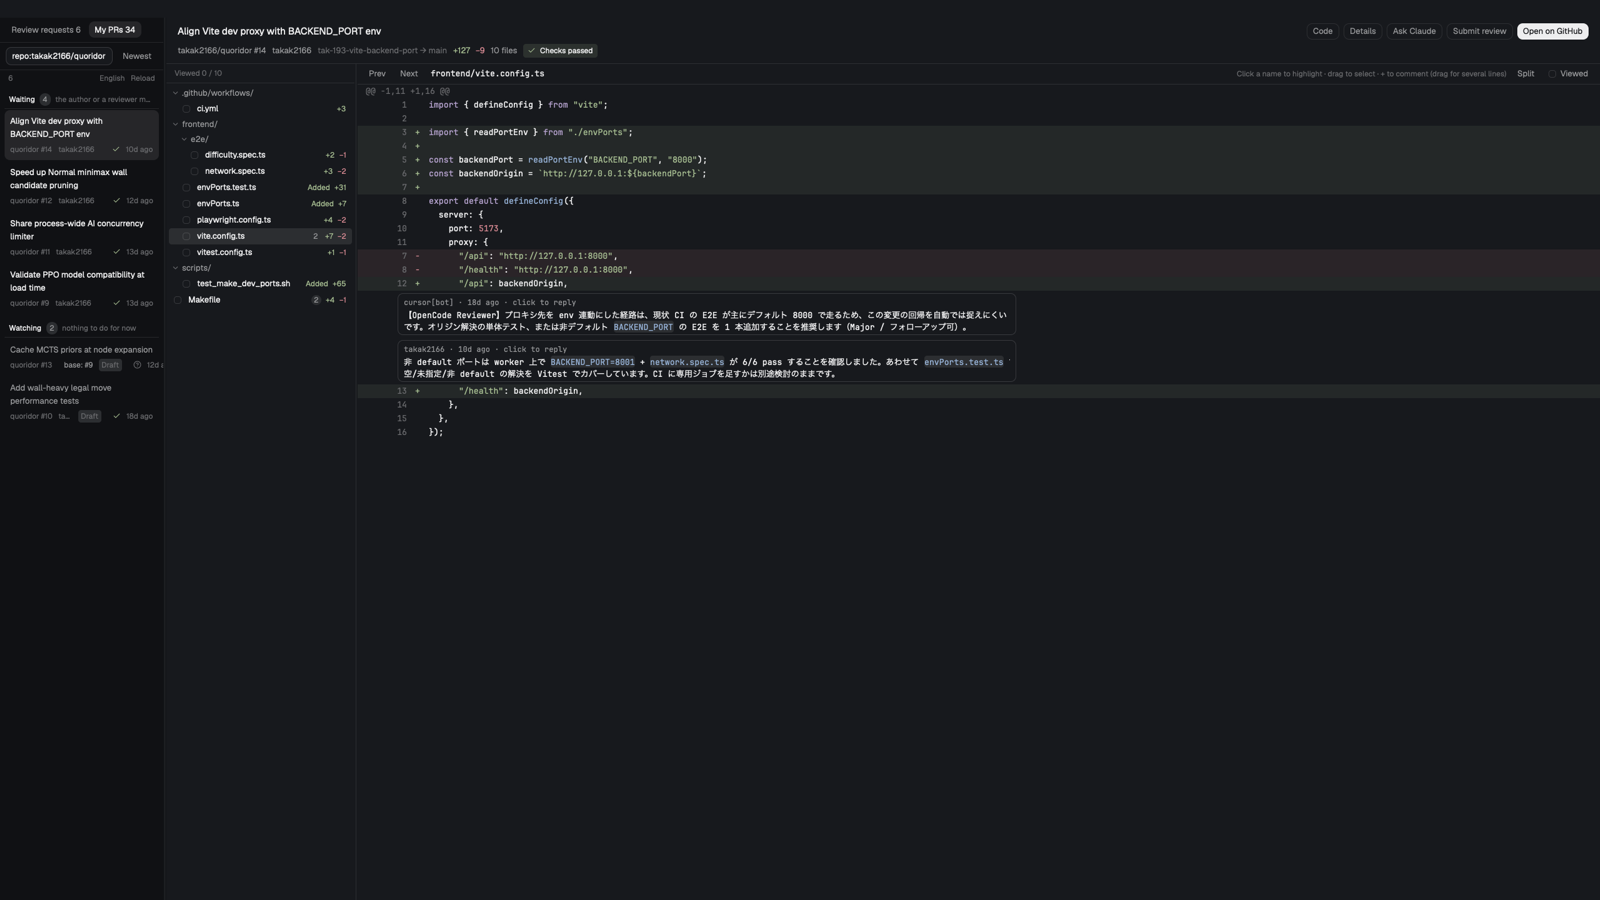 Review requests 6
My PRs 34
repo:takak2166/quoridor
Newest
6
English Reload
Waiting 4 the author or a reviewer m…
Align Vite dev proxy with
BACKEND_PORT env
quoridor #14 takak2166 10d ago
Speed up Normal minimax wall
candidate pruning
quoridor #12 takak2166 12d ago
Share process-wide AI concurrency
limiter
quoridor #11 takak2166 13d ago
Validate PPO model compatibility at
load time
quoridor #9 takak2166 13d ago
Watching 2 nothing to do for now
Cache MCTS priors at node expansion
quoridor #13 base: #9 Draft 12d
Add wall-heavy legal move
performance tests
quoridor #10 ta… Draft 18d ago
Align Vite dev proxy with BACKEND_PORT env
takak2166/quoridor #14 takak2166 tak-193-vite-backend-port → main +127 −9 10 files Checks passed
Code
Details
Ask Claude
Submit review
Open on GitHub
Viewed 0 / 10
.github/workflows/
ci.yml +3
frontend/
e2e/
difficulty.spec.ts +2 −1
network.spec.ts +3 −2
envPorts.test.ts Added +31
envPorts.ts Added +7
playwright.config.ts +4 −2
vite.config.ts 2 +7 −2
vitest.config.ts +1 −1
scripts/
test_make_dev_ports.sh Added +65
Makefile 2 +4 −1
Prev Next frontend/vite.config.ts
Click a name to highlight · drag to select · + to comment (drag for several lines)
Split
Viewed
@@ -1,11 +1,16 @@
1 import { defineConfig } from "vite";
2
3 + import { readPortEnv } from "./envPorts";
4 +
5 + const backendPort = readPortEnv("BACKEND_PORT", "8000");
6 + const backendOrigin = `http://127.0.0.1:${backendPort}`;
7 +
8 export default defineConfig({
9 server: {
10 port: 5173,
11 proxy: {
7 - "/api": "http://127.0.0.1:8000",
8 - "/health": "http://127.0.0.1:8000",
12 + "/api": backendOrigin,
cursor[bot] · 18d ago · click to reply
【OpenCode Reviewer】プロキシ先を env 連動にした経路は、現状 CI の E2E が主にデフォルト 8000 で走るため、この変更の回帰を自動では捉えにくい
です。オリジン解決の単体テスト、または非デフォルト BACKEND_PORT の E2E を 1 本追加することを推奨します（Major / フォローアップ可）。
takak2166 · 10d ago · click to reply
非 default ポートは worker 上で BACKEND_PORT=8001 + network.spec.ts が 6/6 pass することを確認しました。あわせて envPorts.test.ts
空/未指定/非 default の解決を Vitest でカバーしています。CI に専用ジョブを足すかは別途検討のままです。
13 + "/health": backendOrigin,
14 },
15 },
16 });